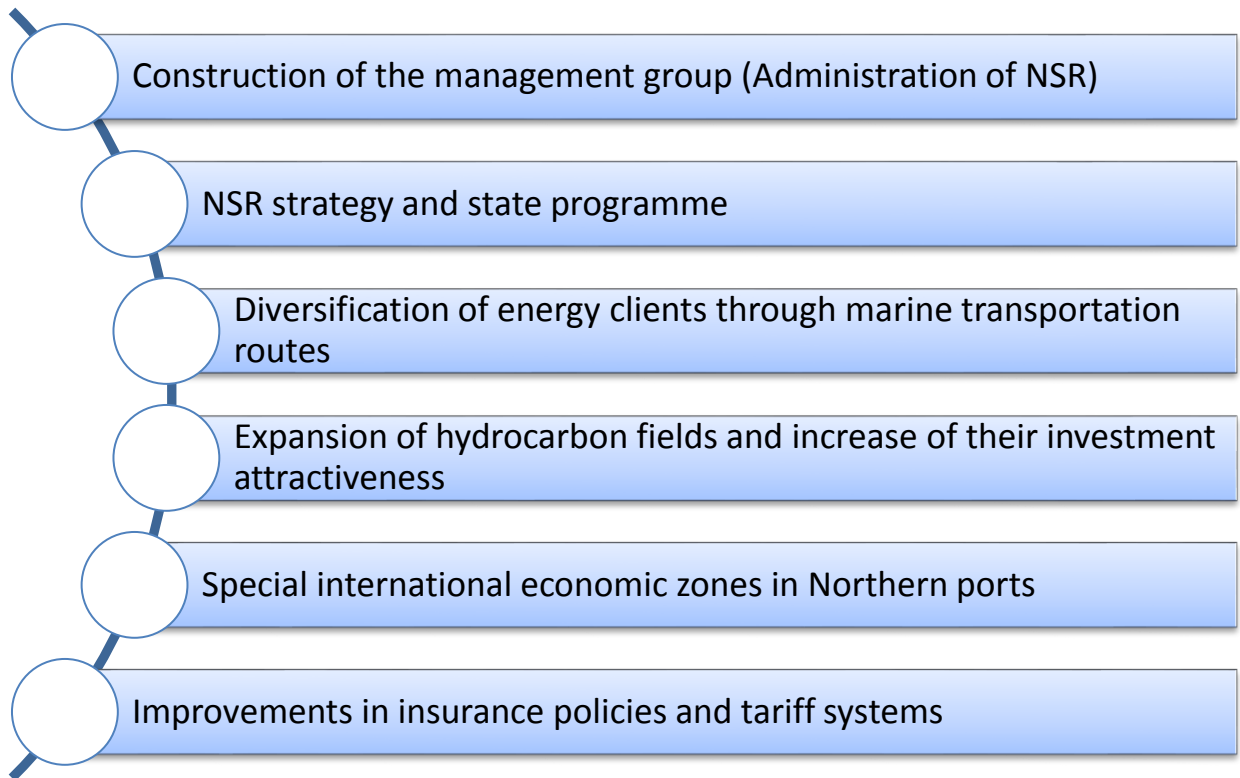 Construction of the management group (Administration of NSR)
NSR strategy and state programme
Diversification of energy clients through marine transportation
routes
Expansion of hydrocarbon fields and increase of their investment
attractiveness
Special international economic zones in Northern ports
Improvements in insurance policies and tariff systems